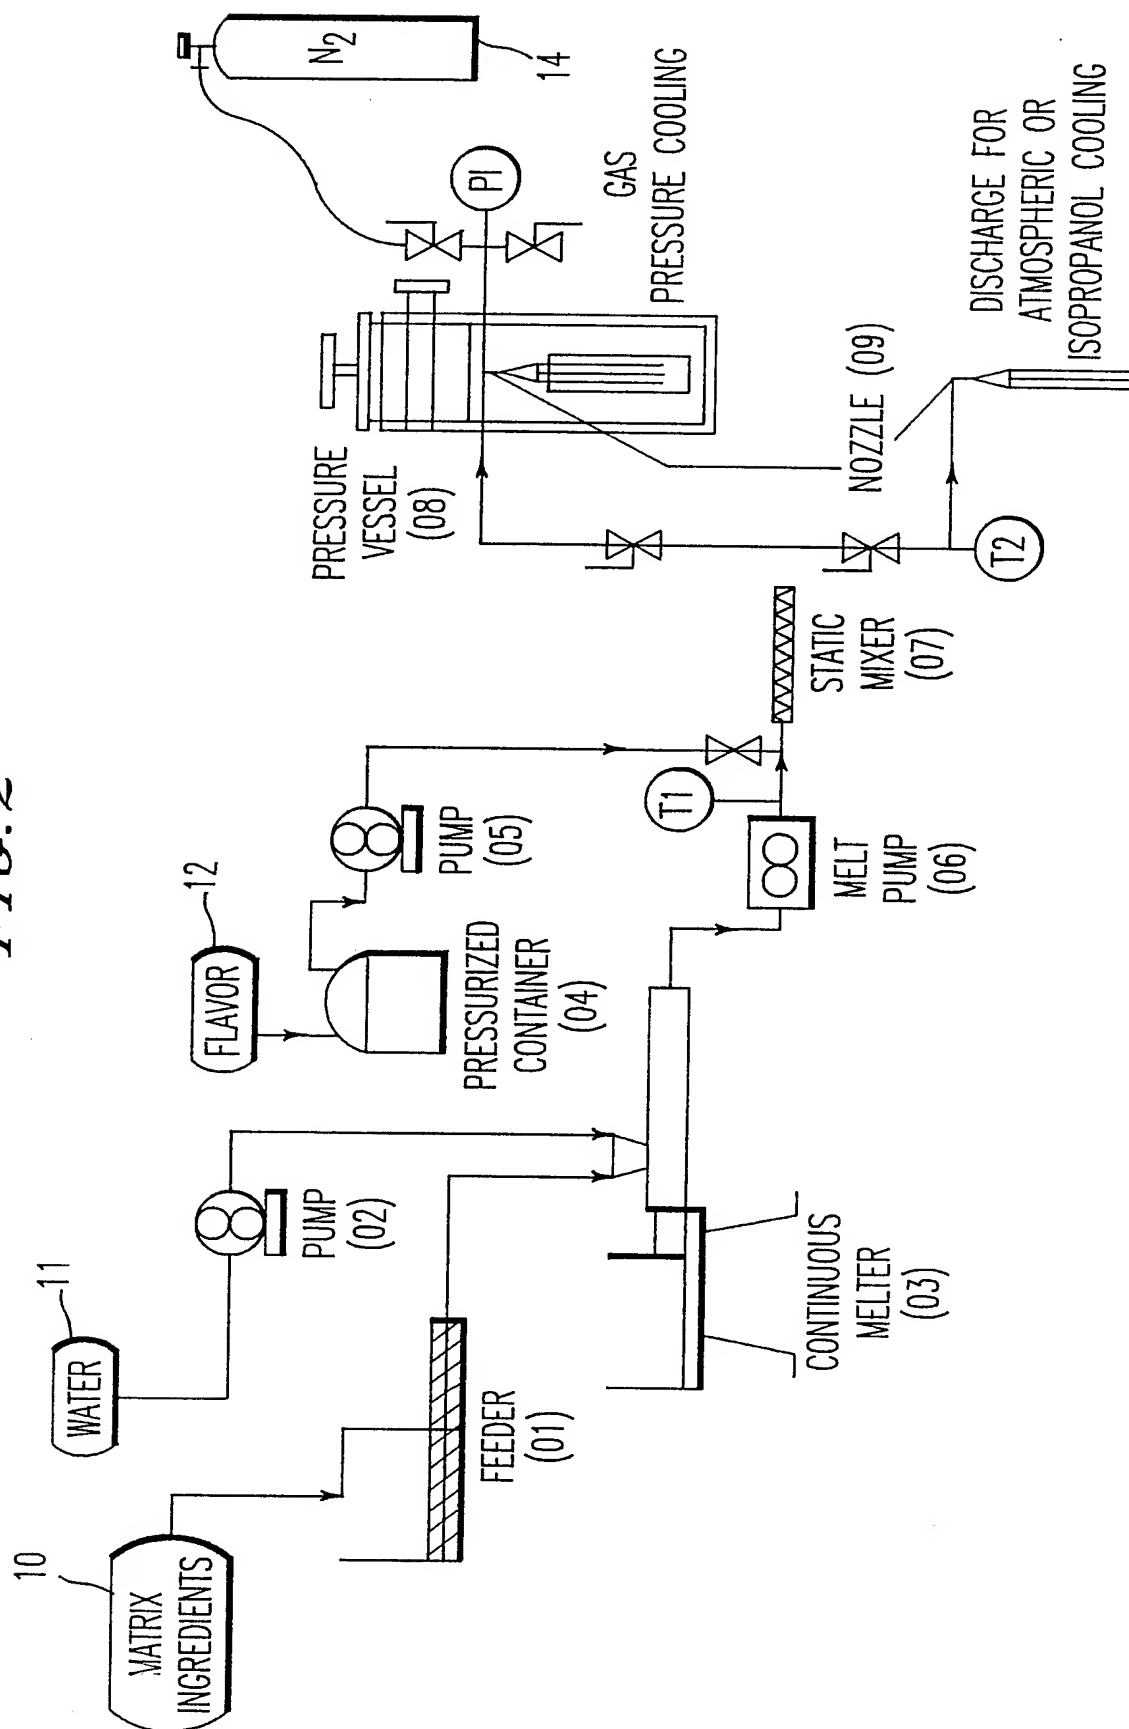 10
MATRIX
INGREDIENTS
11
WATER
PUMP
(02)
FEEDER
(01)
12
FLAVOR
PRESSURIZED
CONTAINER
(04)
PUMP
(05)
CONTINUOUS
MELTER
(03)
T1
MELT
PUMP
(06)
STATIC
MIXER
(07)
PRESSURE
VESSEL
(08)
N2
14
PI
GAS
PRESSURE COOLING
NOZZLE (09)
T2
DISCHARGE FOR
ATMOSPHERIC OR
ISOPROPANOL COOLING